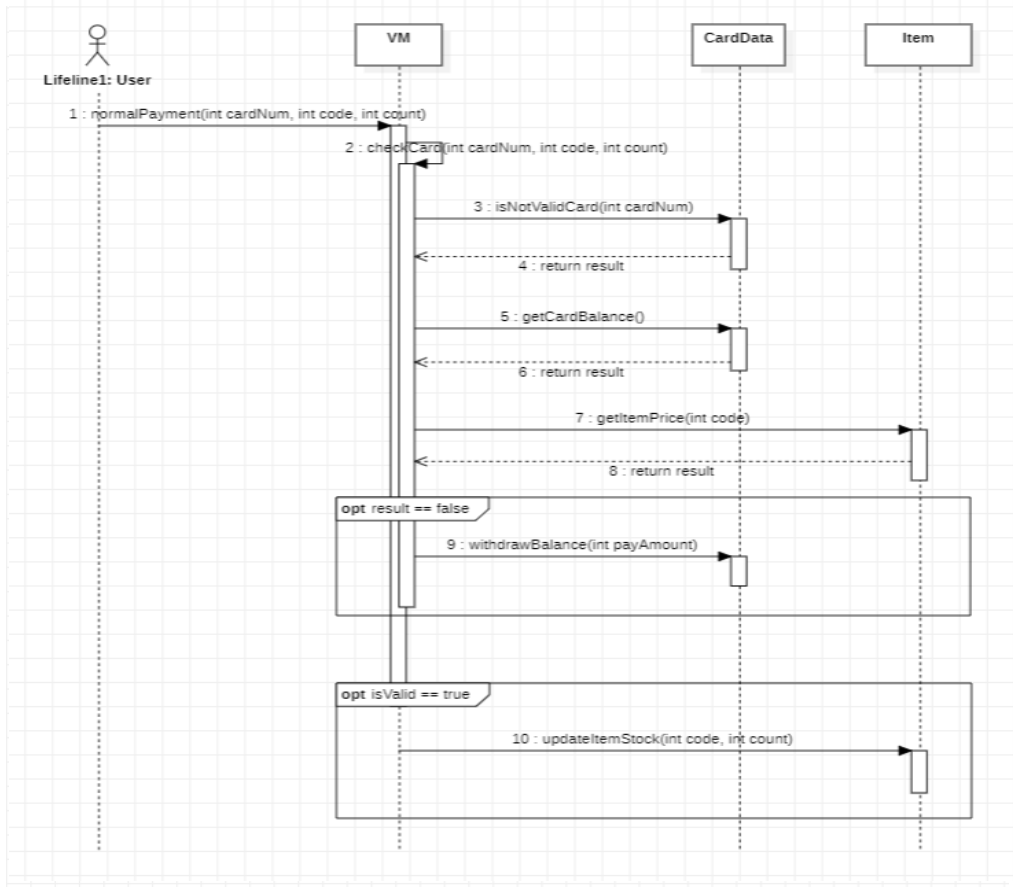 VM
CardData
Item
Lifeline1: User
1 : normalPayment(int cardNum, int code, int count)
2 : checkCard(int cardNum, int code, int count)
3 : isNotValidCard(int cardNum)
4 : return result
5 : getCardBalance()
6 : return result
7 : getItemPrice(int code)
8 : return result
opt result == false
9 : withdrawBalance(int payAmount)
opt isValid == true
10 : updateItemStock(int code, int count)